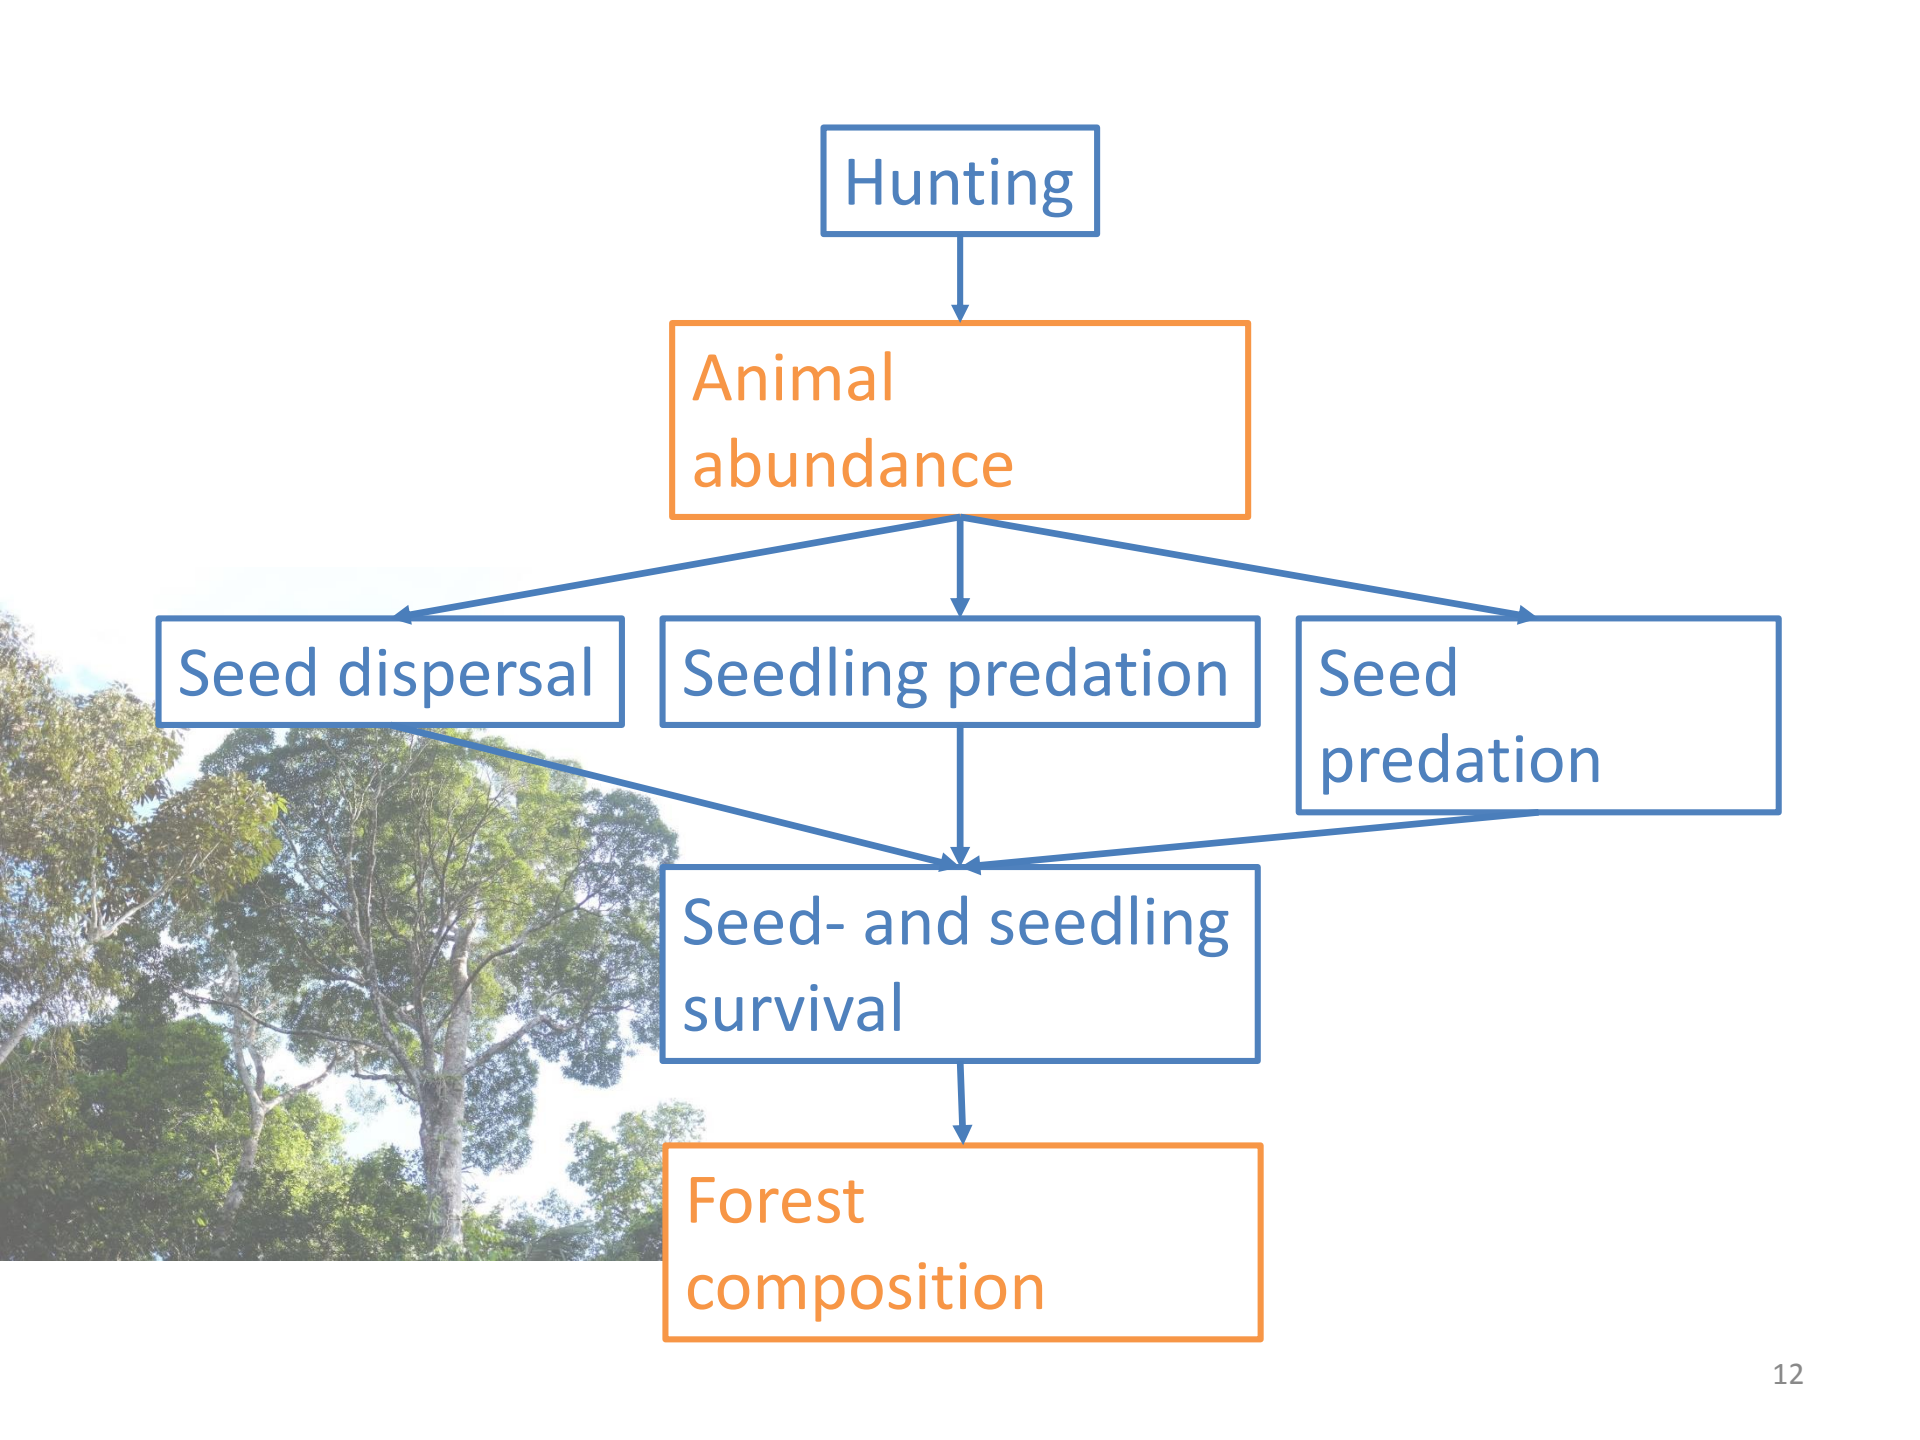 Hunting
Animal
abundance
Seed dispersal
Seedling predation
Seed
predation
Seed- and seedling
survival
Forest
composition
12